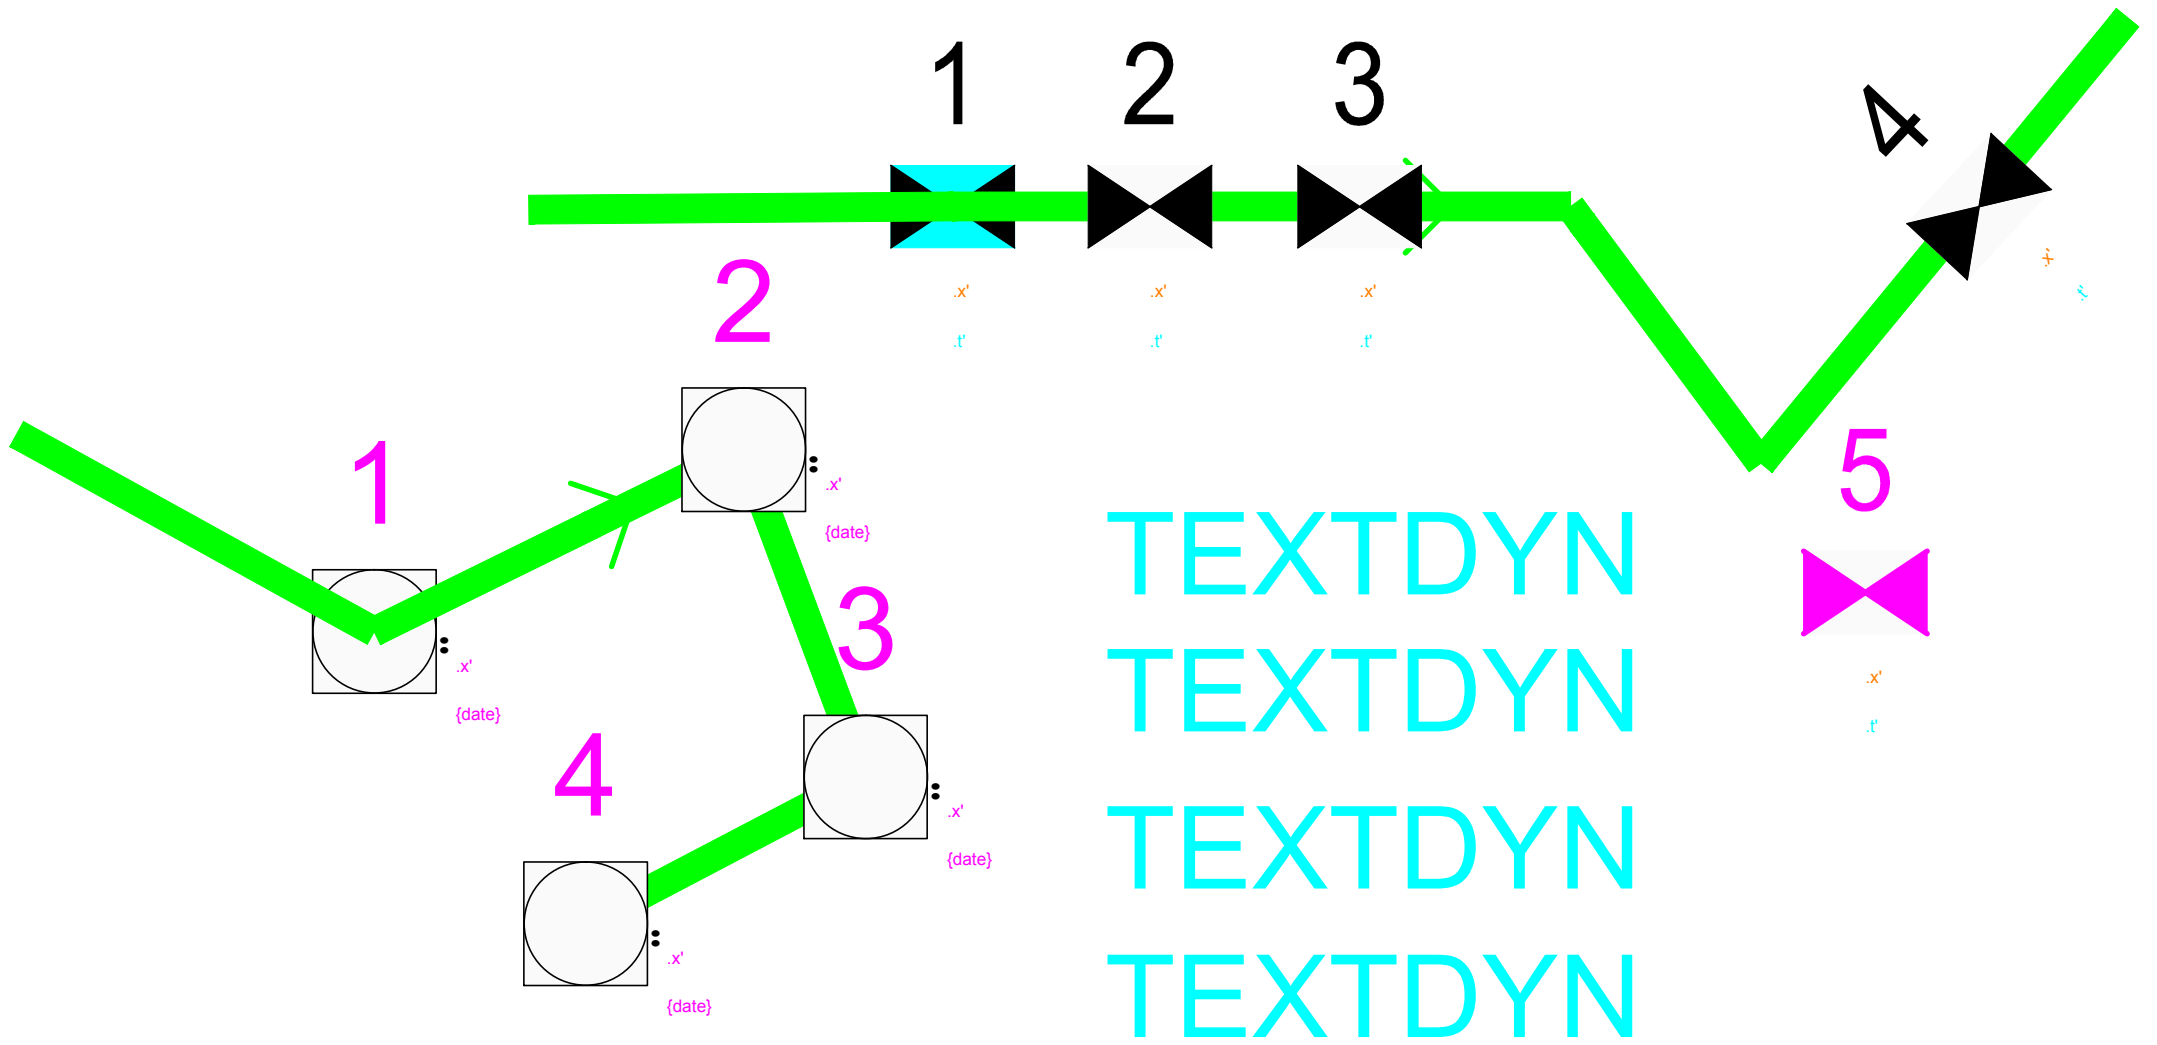 1
2
3
4
.x'
.t'
.x'
.t'
.x'
.t'
.x'
.t'
2
.x'
{date}
1
.x'
{date}
3
.x'
{date}
4
.x'
{date}
TEXTDYN
TEXTDYN
TEXTDYN
TEXTDYN
5
.x'
.t'